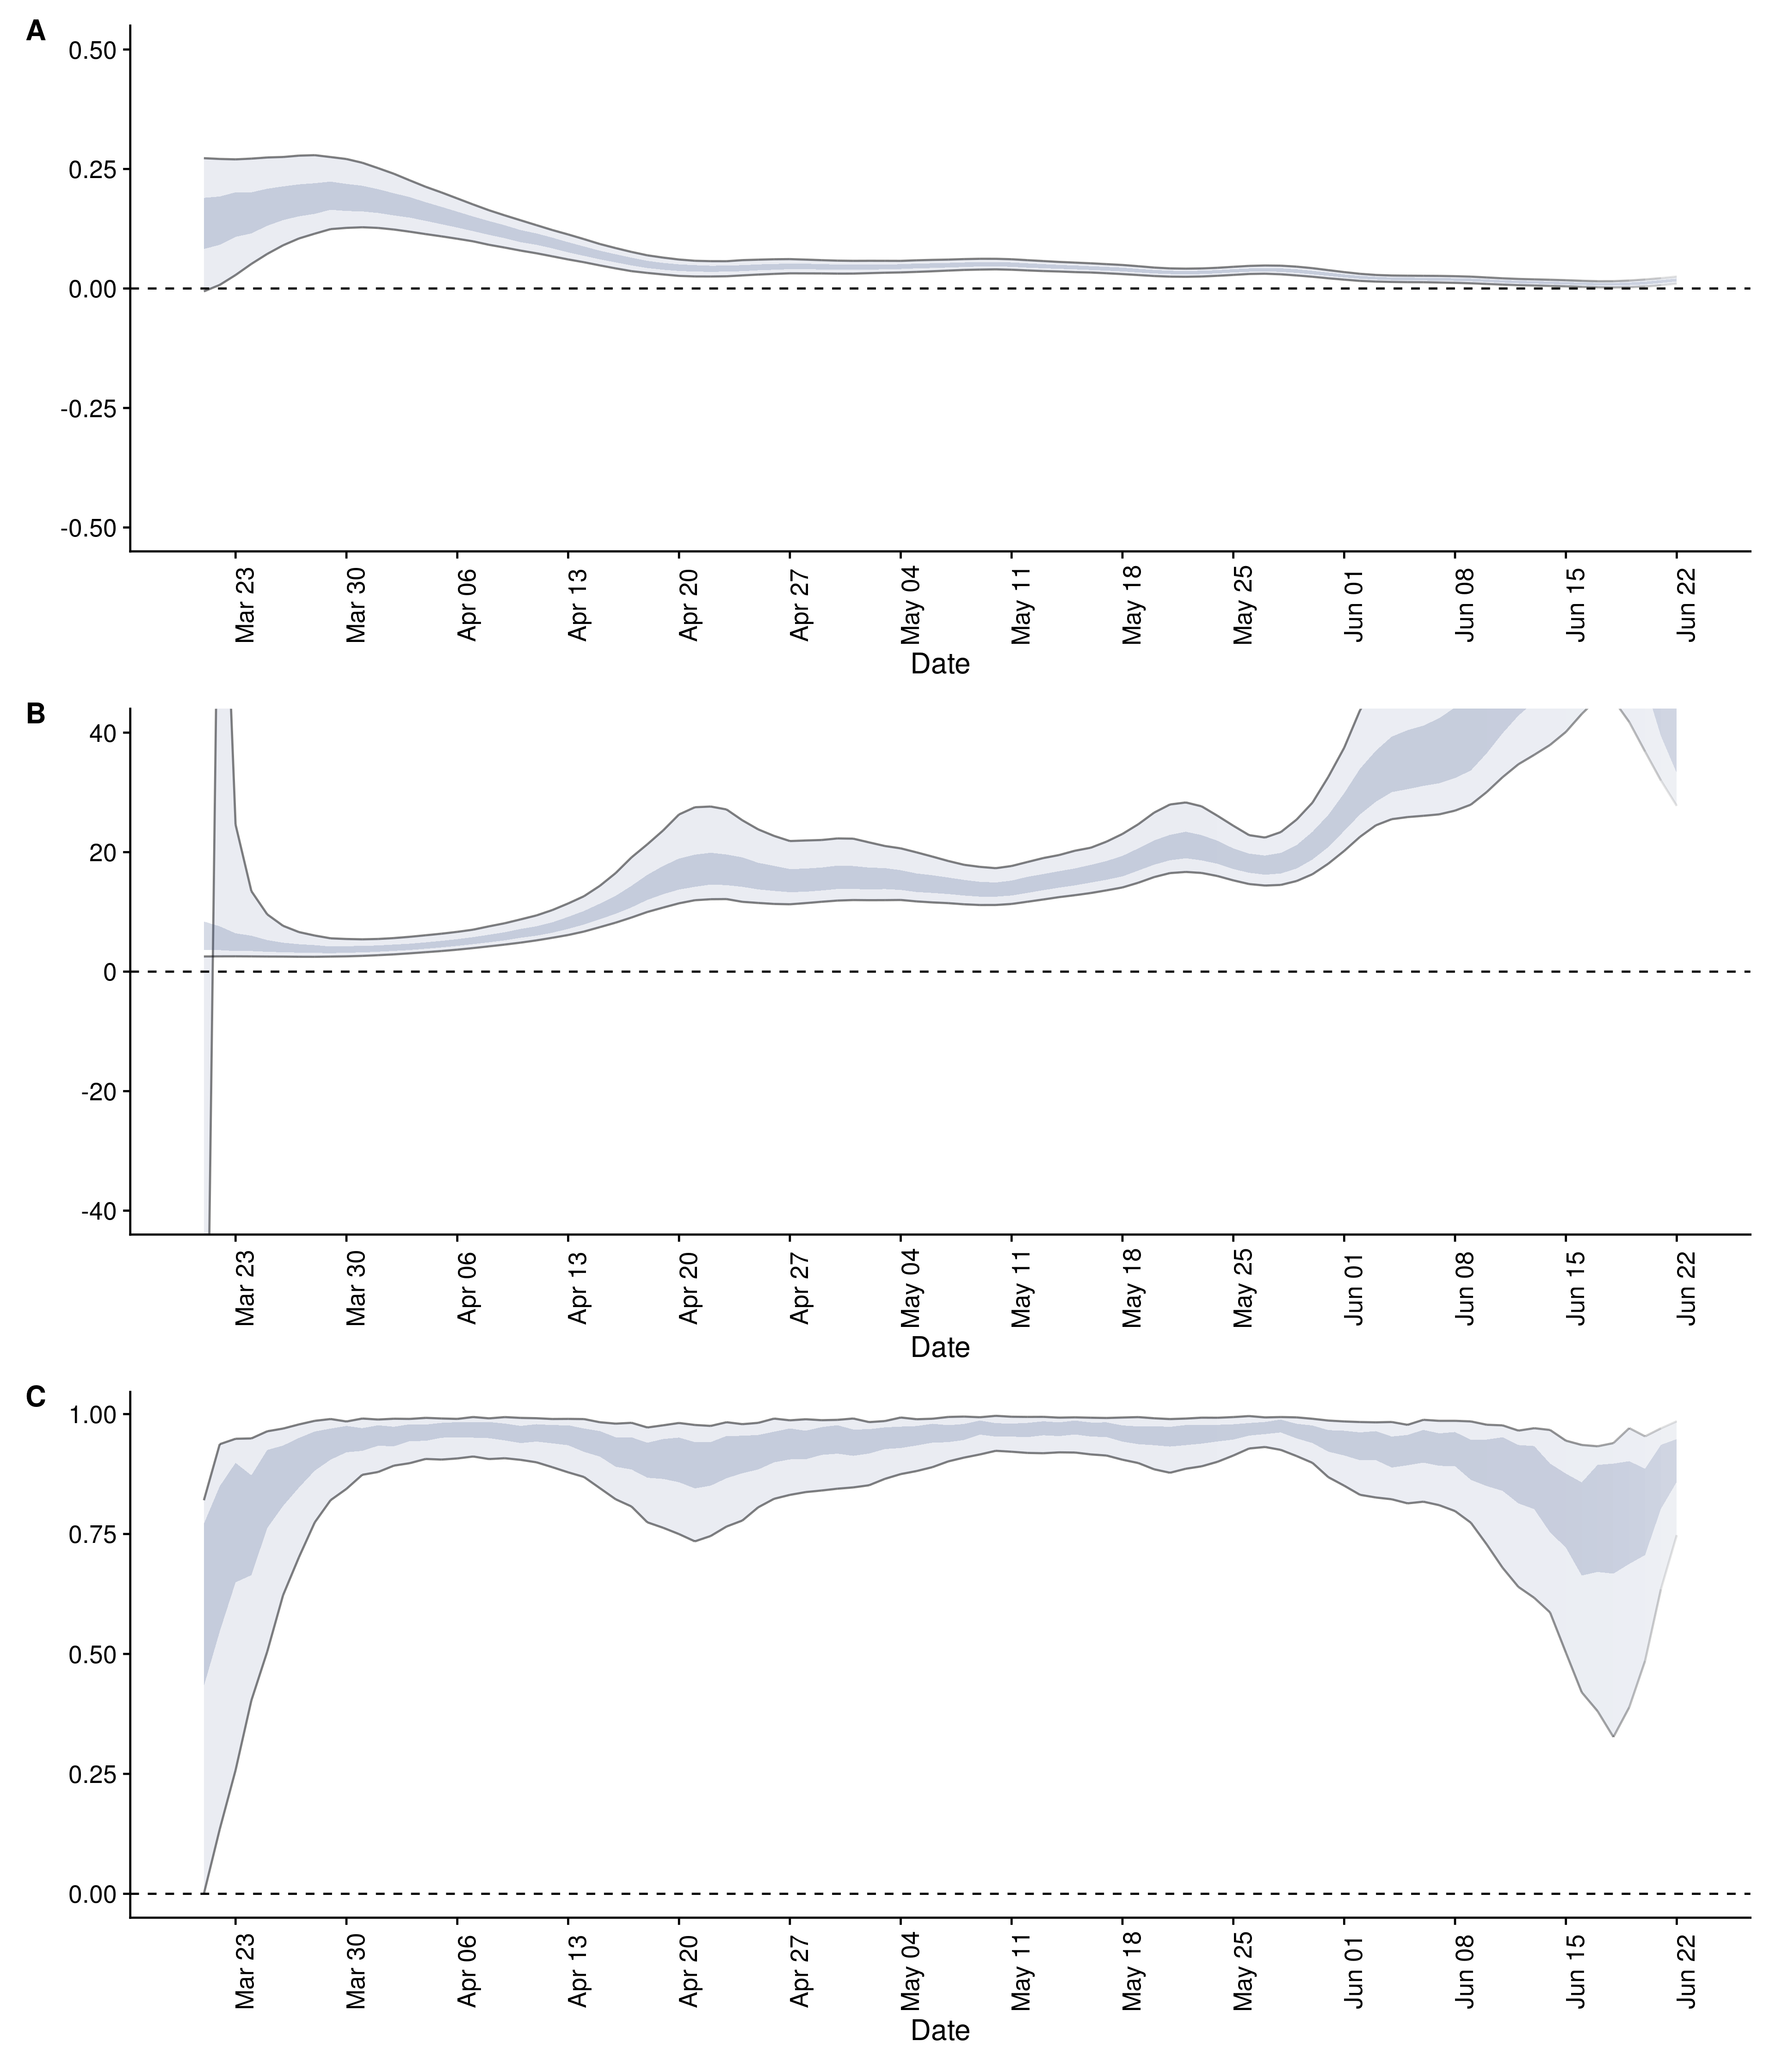 A
0.50
0.25
0.00
-0.25
-0.50
Mar 23
Mar 30
Apr 06
Apr 13
Apr 20
Apr 27
May 04
May 11
May 18
May 25
Jun 01
Jun 08
Jun 15
Jun 22
Date
B
40
20
0
-20
-40
Mar 23
Mar 30
Apr 06
Apr 13
Apr 20
Apr 27
May 04
May 11
May 18
May 25
Jun 01
Jun 08
Jun 15
Jun 22
Date
C
1.00
0.75
0.50
0.25
0.00
Mar 23
Mar 30
Apr 06
Apr 13
Apr 20
Apr 27
May 04
May 11
May 18
May 25
Jun 01
Jun 08
Jun 15
Jun 22
Date